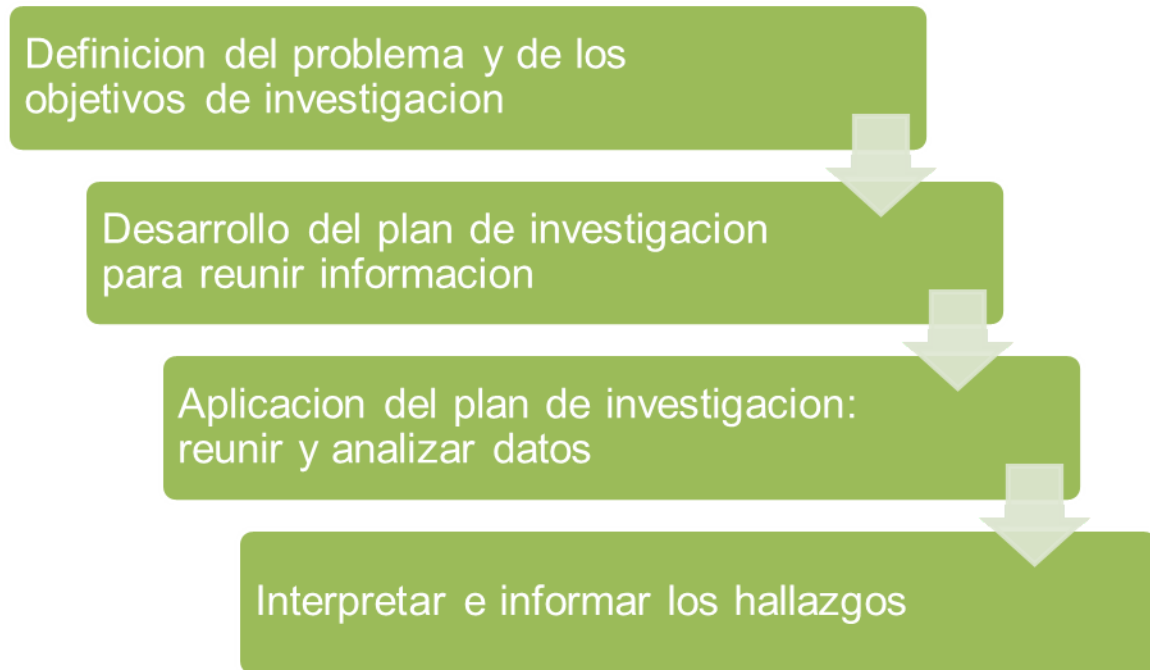 Definicion del problema y de los
objetivos de investigacion
Desarrollo del plan de investigacion
para reunir informacion
Aplicacion del plan de investigacion:
reunir y analizar datos
Interpretar e informar los hallazgos